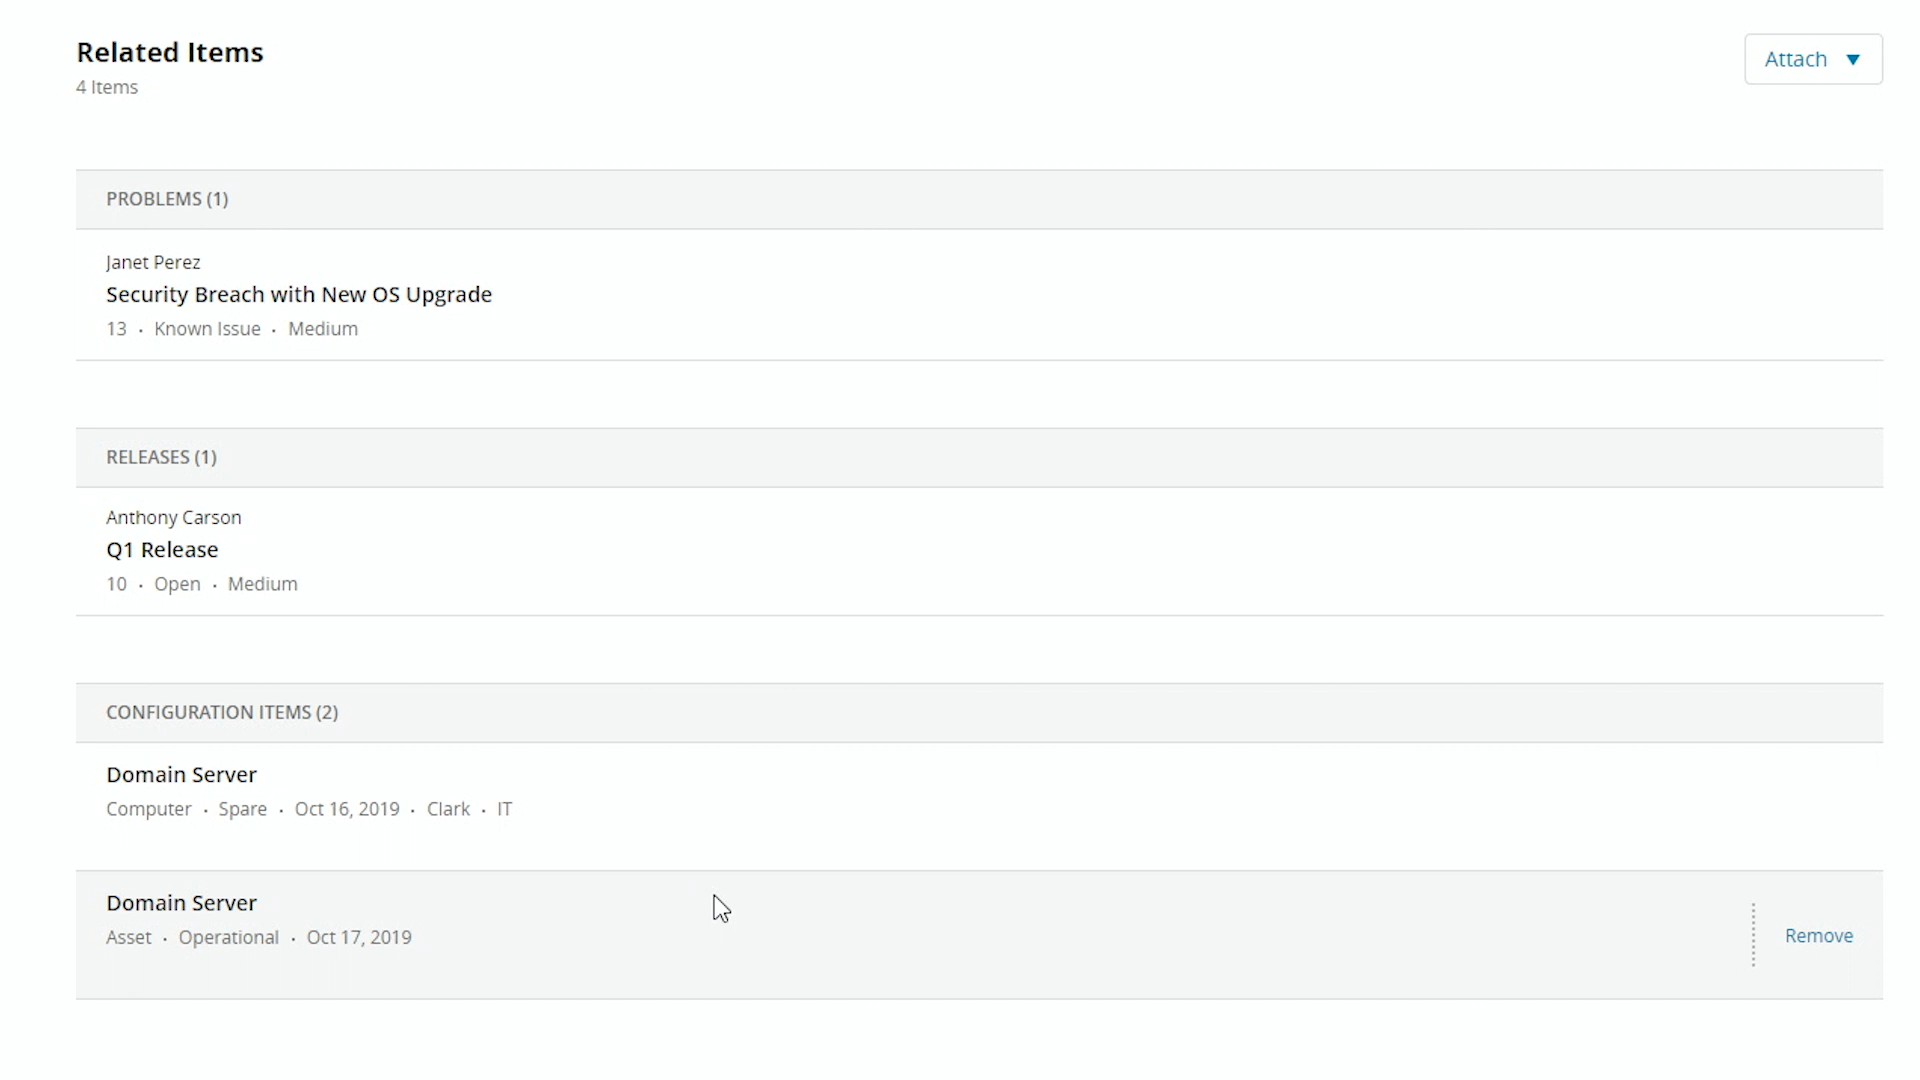 Related Items
4 Items
Attach
PROBLEMS (1)
Janet Perez
Security Breach with New OS Upgrade
13 · Known Issue · Medium
RELEASES (1)
Anthony Carson
Q1 Release
10 · Open · Medium
CONFIGURATION ITEMS (2)
Domain Server
Computer · Spare · Oct 16, 2019 · Clark · IT
Domain Server
Asset · Operational · Oct 17, 2019
Remove